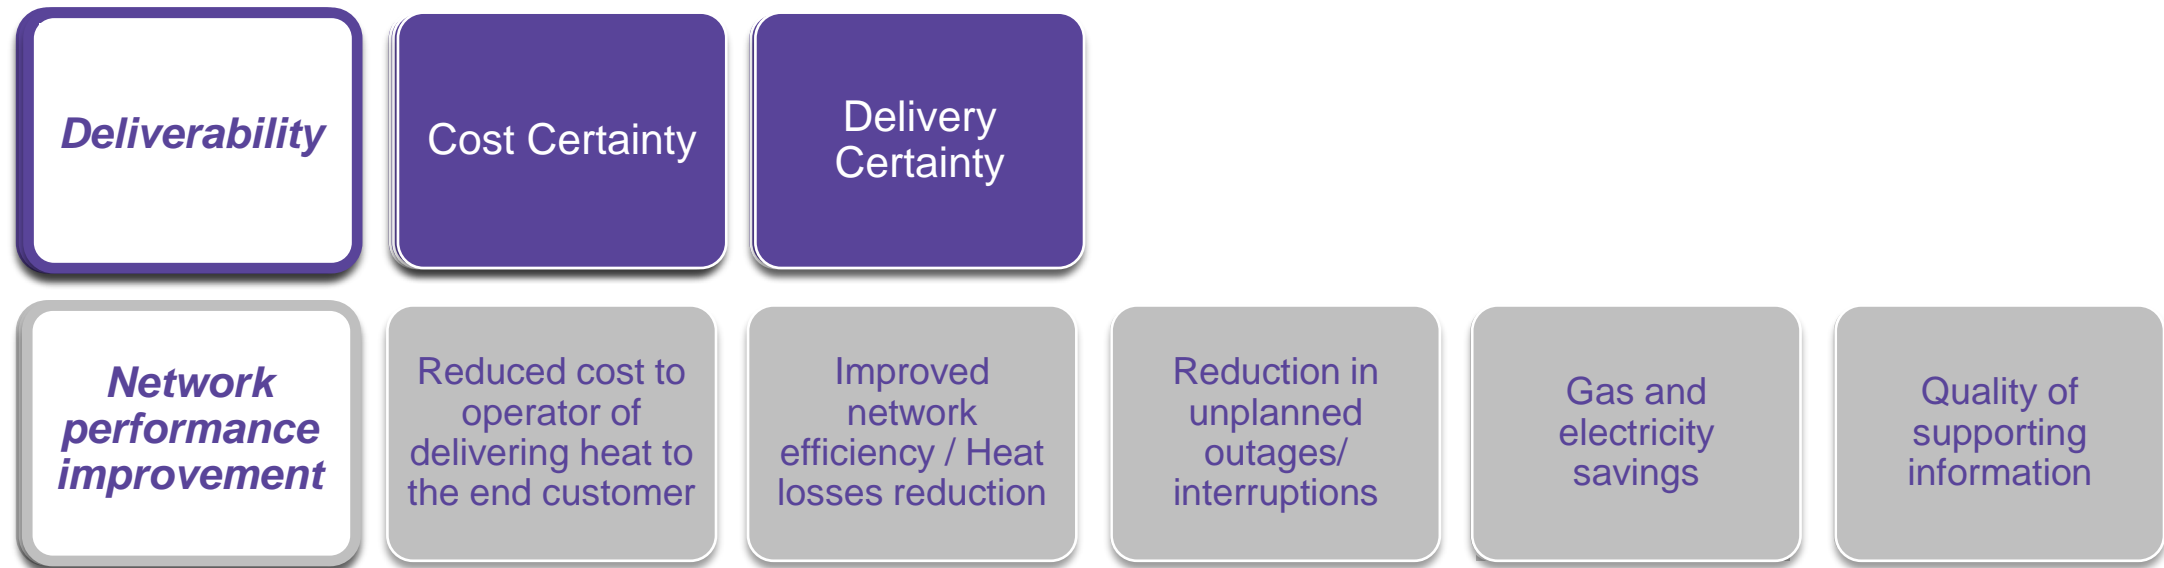 Deliverability
Cost Certainty
Delivery
Certainty
Network
performance
improvement
Reduced cost to
operator of
delivering heat to
the end customer
Improved
network
efficiency / Heat
losses reduction
Reduction in
unplanned
outages/
interruptions
Gas and
electricity
savings
Quality of
supporting
information